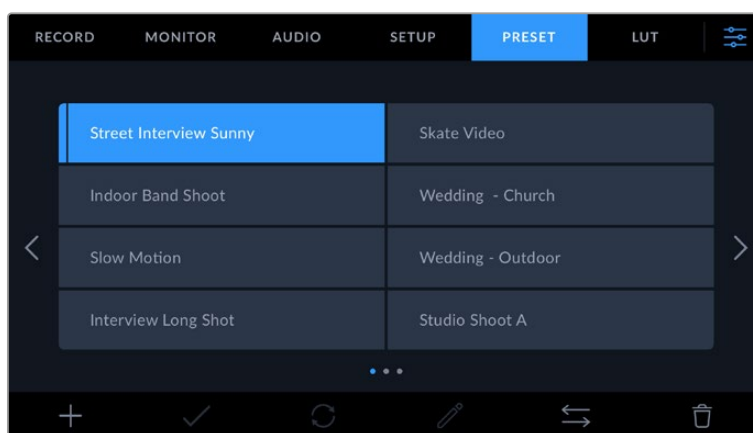 RECORD MONITOR AUDIO SETUP PRESET LUT
Street Interview Sunny Skate Video
Indoor Band Shoot Wedding - Church
Slow Motion Wedding - Outdoor
Interview Long Shot Studio Shoot A